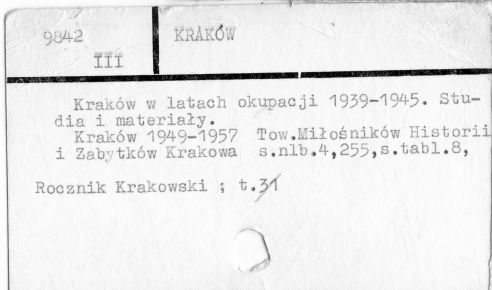 9842
III
KRAKÓW
Kraków w latach okupacji 1939-1945. Stu-
dia i materiały.
Kraków 1949-1957 Tow.Miłośników Historii
i Zabytków Krakowa s.nlb.4,255,s.tabl.8,
Rocznik Krakowski ; t.31